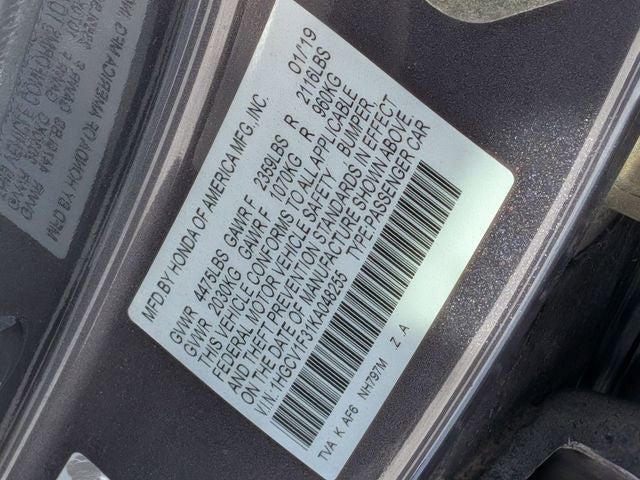 MFD BY HONDA OF AMERICA MFG., INC. 01/19
GVWR 4475LBS GAWR F 2359LBS R 2116LBS
GVWR 2030KG GAWR F 1070KG R 960KG
THIS VEHICLE CONFORMS TO ALL APPLICABLE
FEDERAL MOTOR VEHICLE SAFETY , BUMPER,
AND THEFT PREVENTION STANDARDS IN EFFECT
ON THE DATE OF MANUFACTURE SHOWN ABOVE.
V.I.N.: 1HGCV1F31KA049255 TYPE: PASSENGER CAR
TVA K AF6 NH797M Z A